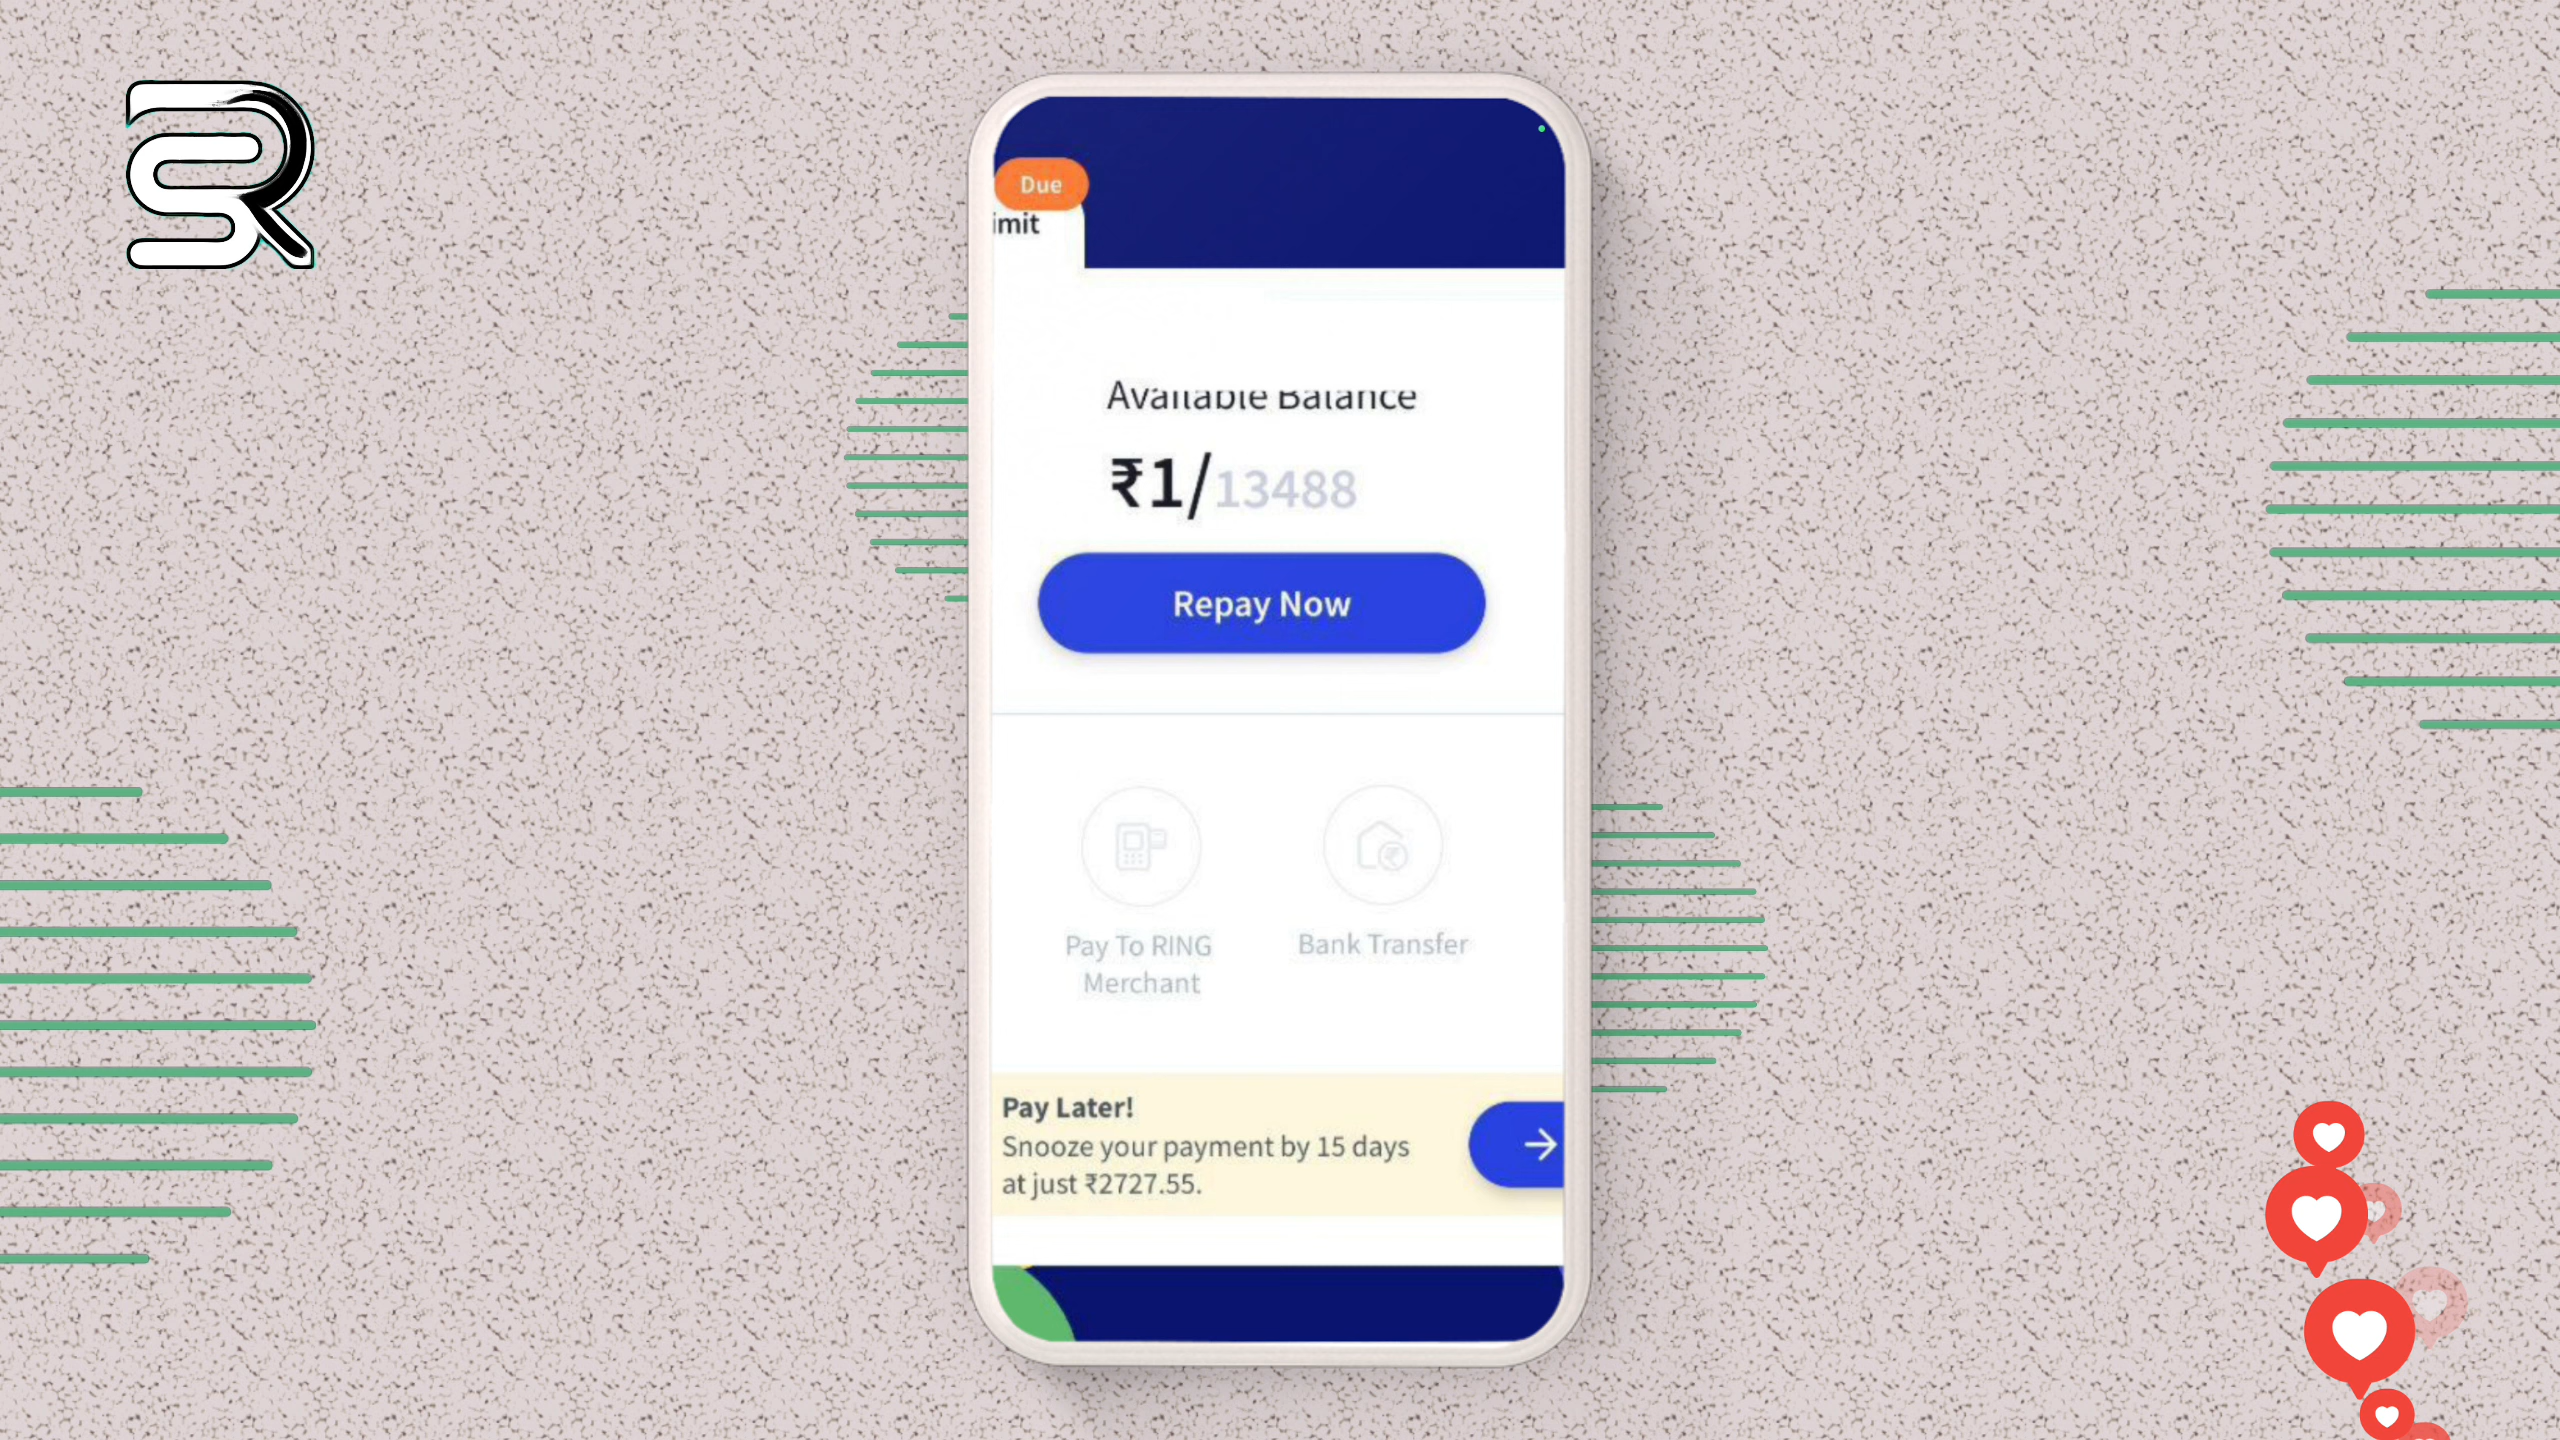 Due
imit
Available Balance
₹1/13488
Repay Now
Pay To RING
Merchant
Bank Transfer
Pay Later!
Snooze your payment by 15 days
at just ₹2727.55.